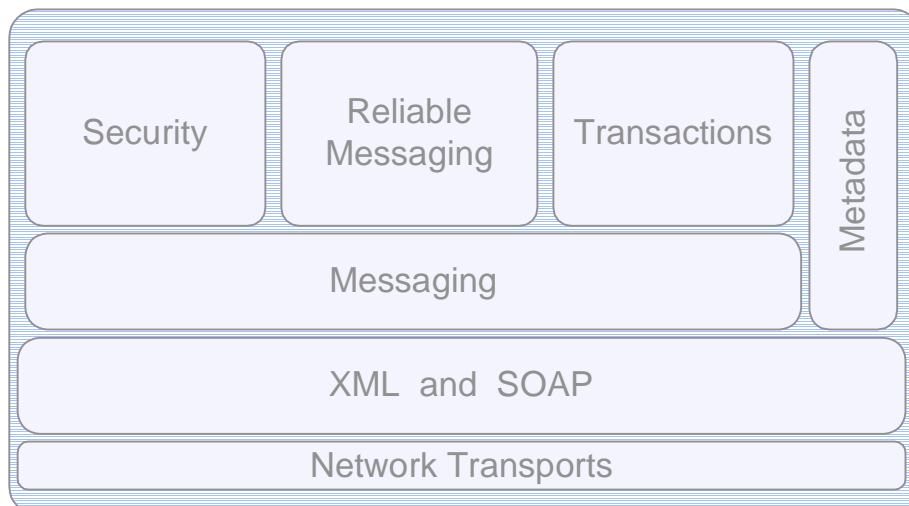 Security
Reliable
Messaging
Transactions
Metadata
Messaging
XML and SOAP
Network Transports